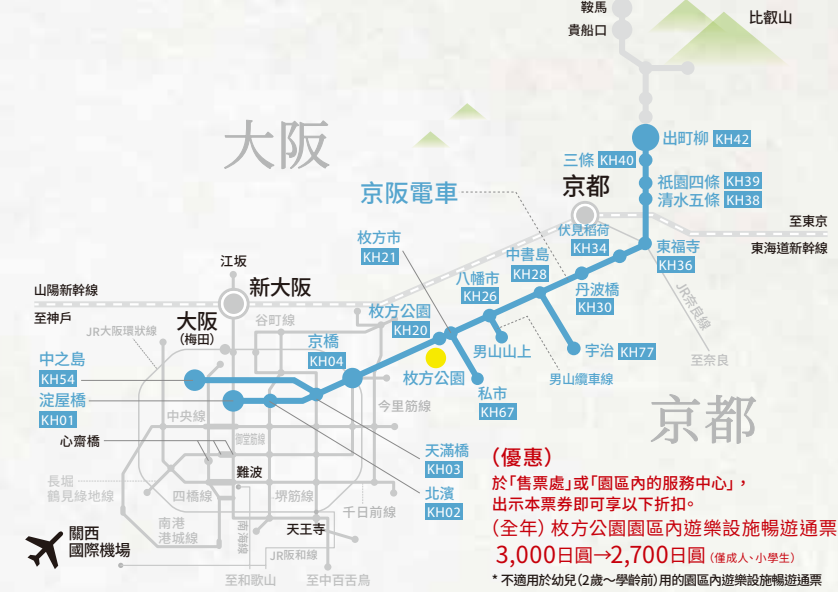 鞍馬
貴船口
比叡山
大阪
出町柳 KH42
三條 KH40
京都
祇園四條 KH39
清水五條 KH38
京阪電車
至東京
東海道新幹線
伏見稻荷
KH34
東福寺
KH36
枚方市
KH21
中書島
KH28
八幡市
KH26
丹波橋
KH30
JR奈良線
至奈良
江坂
新大阪
山陽新幹線
至神戶
大阪
(梅田)
谷町線
JR大阪環狀線
枚方公園
KH20
京橋
KH04
男山山上
宇治 KH77
男山纜車線
中之島
KH54
枚方公園
私市
KH67
淀屋橋
KH01
中央線
今里筋線
京都
心齋橋
御堂筋線
天滿橋
KH03
難波
長堀
鶴見綠地線
四橋線
堺筋線
北濱
KH02
千日前線
南港
港城線
南海線
天王寺
關西
國際機場
JR阪和線
至和歌山
至中百舌鳥
(優惠)
於「售票處」或「園區內的服務中心」,
出示本票券即可享以下折扣。
(全年) 枚方公園園區內遊樂設施暢遊通票
3,000日圓→2,700日圓 (僅成人、小學生)
* 不適用於幼兒(2歲～學齡前)用的園區內遊樂設施暢遊通票